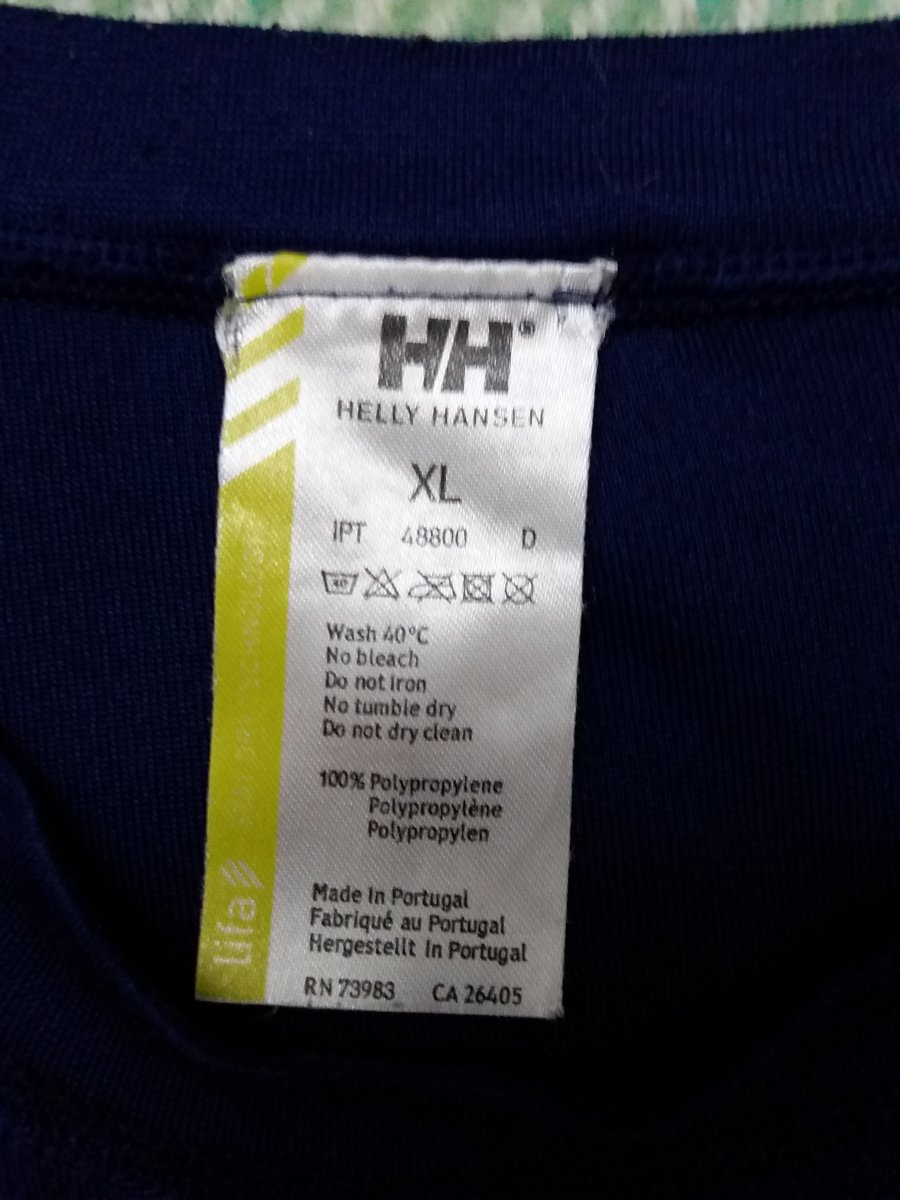 HH®
HELLY HANSEN
XL
IPT 48800 D
40
Wash 40°C
No bleach
Do not iron
No tumble dry
Do not dry clean
100% Polypropylene
Polypropylène
Polypropylen
Made in Portugal
Fabriqué au Portugal
Hergestellt in Portugal
RN 73983 CA 26405
Lifa